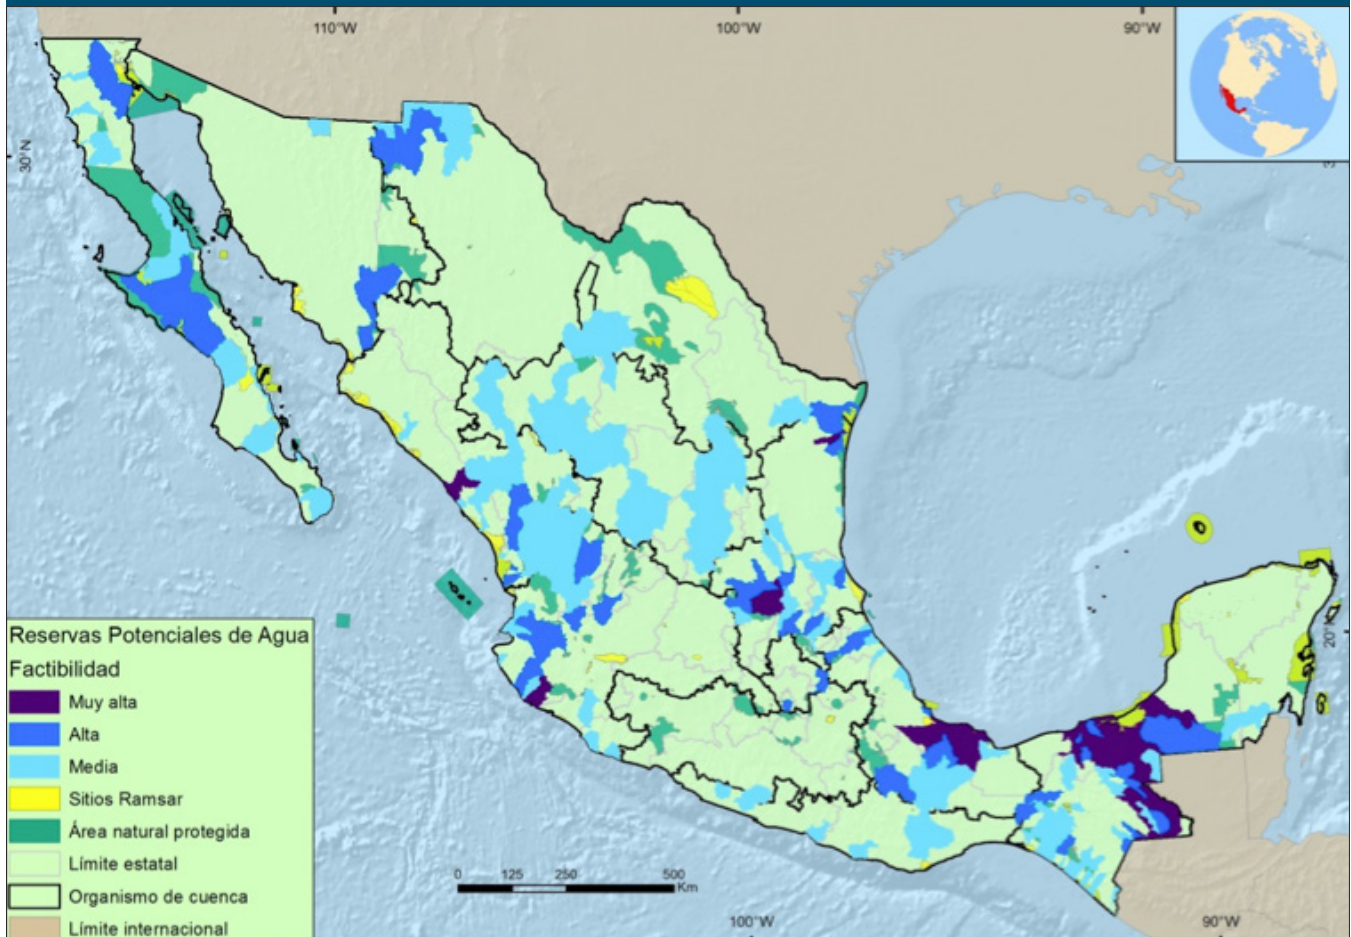 110°W
100°W
90°W
30°N
20°N
Reservas Potenciales de Agua
Factibilidad
Muy alta
Alta
Media
Sitios Ramsar
Área natural protegida
Límite estatal
Organismo de cuenca
Límite internacional
0 125 250 500
Km
100°W
90°W